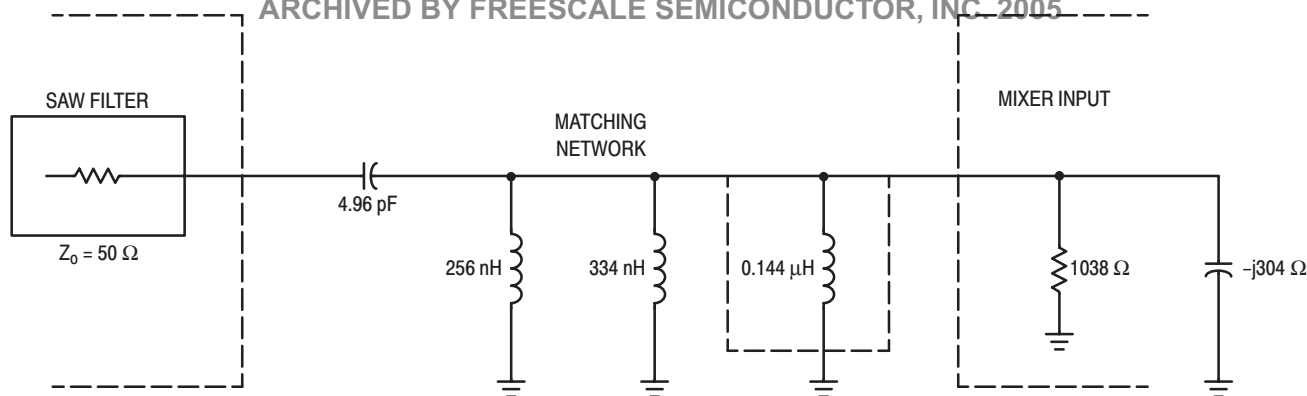 ARCHIVED BY FREESCALE SEMICONDUCTOR, INC. 2005
SAW FILTER
Z₀ = 50 Ω
4.96 pF
MATCHING
NETWORK
256 nH
334 nH
0.144 μH
MIXER INPUT
1038 Ω
–j304 Ω